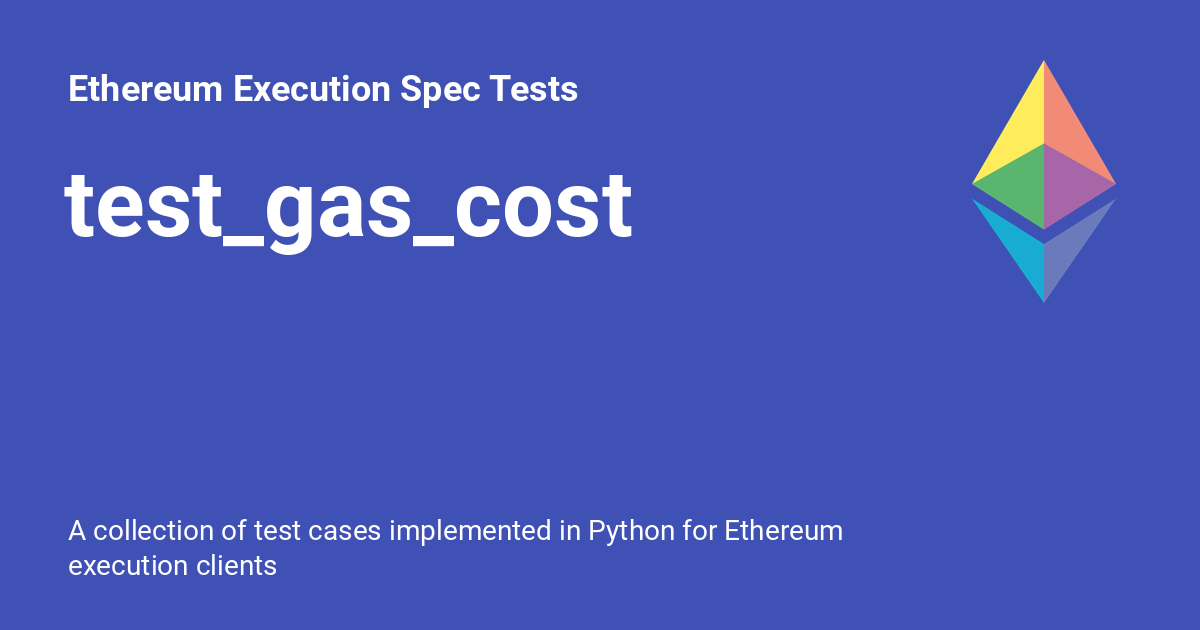 Ethereum Execution Spec Tests
test_gas_cost
A collection of test cases implemented in Python for Ethereum
execution clients